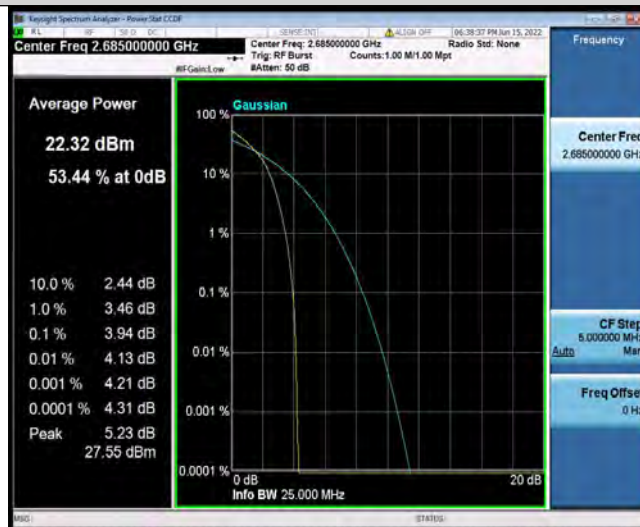 Keysight Spectrum Analyzer - Power Stat CCDF
RL RF 50 Ω DC SENSE:INT ALIGN OFF 06:38:37 PM Jun 15, 2022
Center Freq 2.685000000 GHz
Center Freq: 2.685000000 GHz Radio Std: None
Trig: RF Burst Counts:1.00 M/1.00 Mpt
#IFGain:Low #Atten: 50 dB
Frequency
Average Power
22.32 dBm
53.44 % at 0dB
10.0 % 2.44 dB
1.0 % 3.46 dB
0.1 % 3.94 dB
0.01 % 4.13 dB
0.001 % 4.21 dB
0.0001 % 4.31 dB
Peak 5.23 dB
27.55 dBm
Gaussian
100 %
10 %
1 %
0.1 %
0.01 %
0.001 %
0.0001 %
0 dB 20 dB
Info BW 25.000 MHz
Center Freq
2.685000000 GHz
CF Step
5.000000 MHz
Auto Man
Freq Offset
0 Hz
MSG STATUS